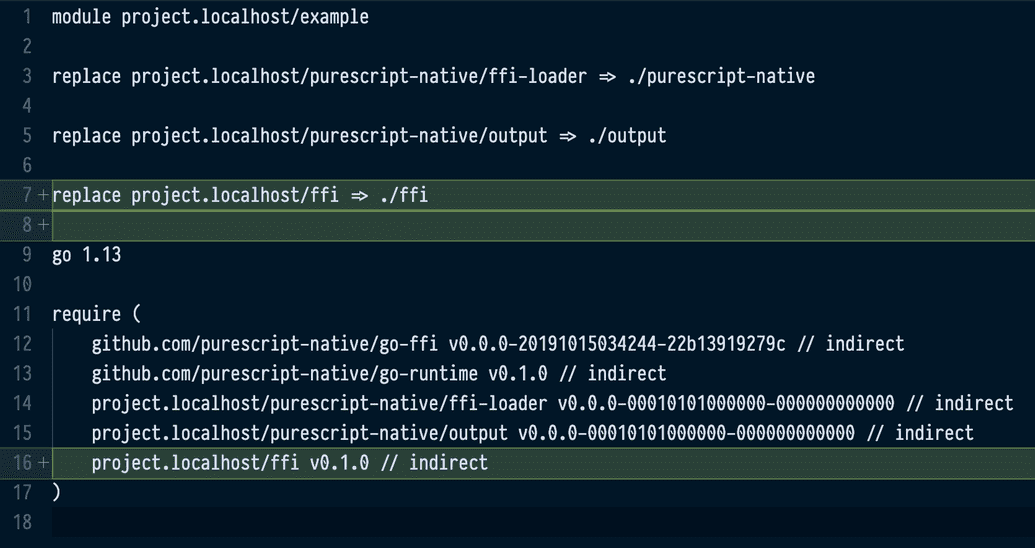 1 module project.localhost/example
2
3 replace project.localhost/purescript-native/ffi-loader => ./purescript-native
4
5 replace project.localhost/purescript-native/output => ./output
6
7 + replace project.localhost/ffi => ./ffi
8 +
9 go 1.13
10
11 require (
12 github.com/purescript-native/go-ffi v0.0.0-20191015034244-22b13919279c // indirect
13 github.com/purescript-native/go-runtime v0.1.0 // indirect
14 project.localhost/purescript-native/ffi-loader v0.0.0-00010101000000-000000000000 // indirect
15 project.localhost/purescript-native/output v0.0.0-00010101000000-000000000000 // indirect
16 + project.localhost/ffi v0.1.0 // indirect
17 )
18